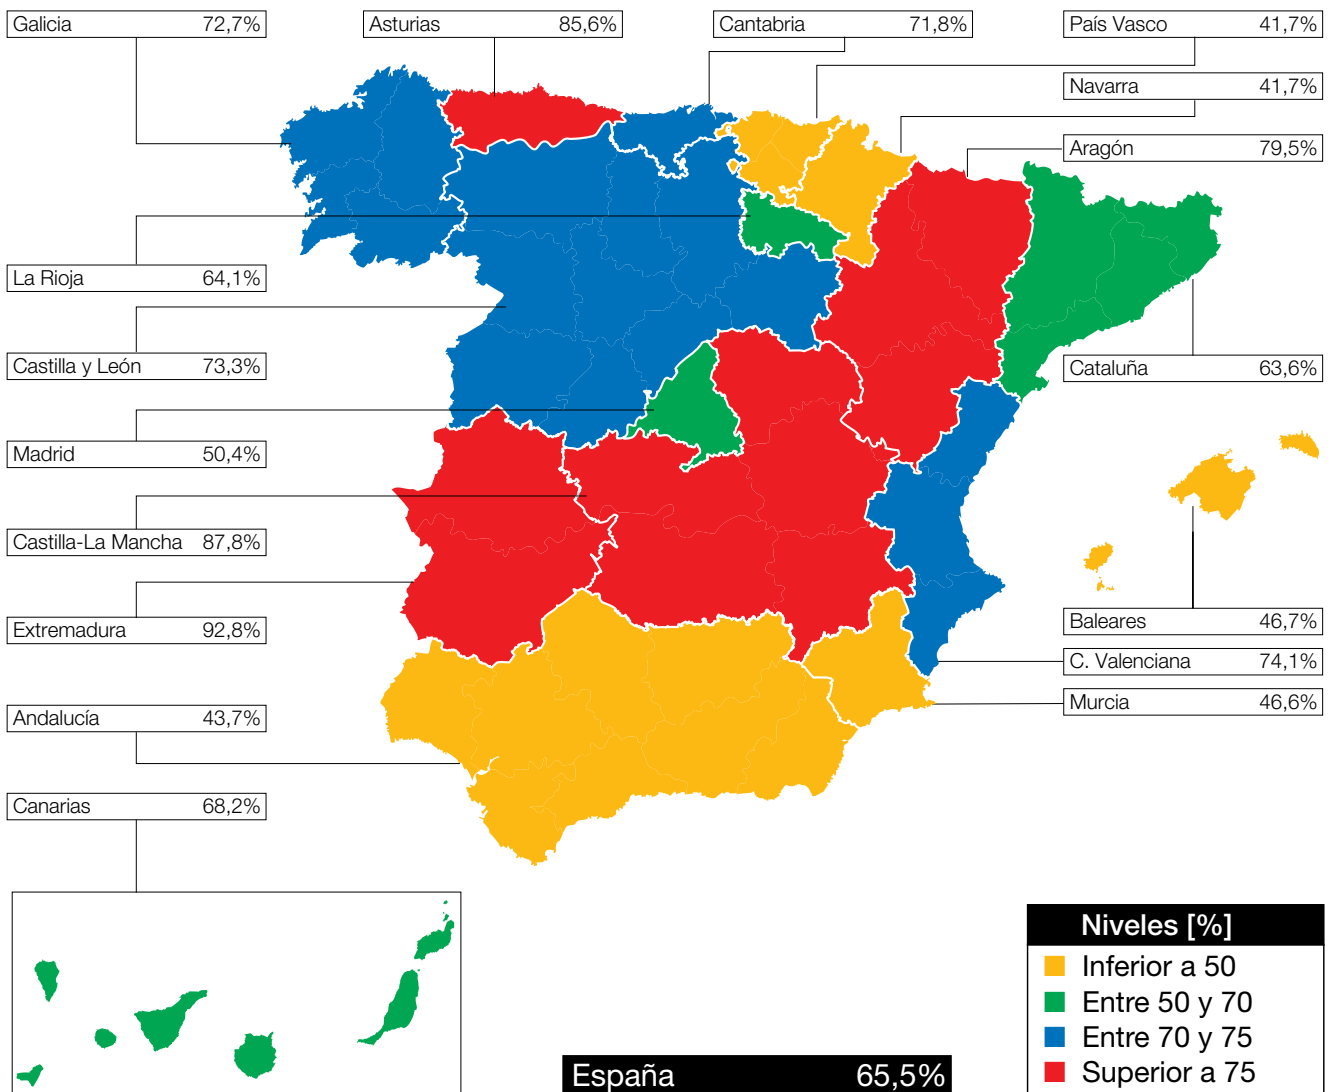 Galicia 72,7%
Asturias 85,6%
Cantabria 71,8%
País Vasco 41,7%
Navarra 41,7%
Aragón 79,5%
La Rioja 64,1%
Castilla y León 73,3%
Cataluña 63,6%
Madrid 50,4%
Castilla-La Mancha 87,8%
Extremadura 92,8%
Baleares 46,7%
C. Valenciana 74,1%
Murcia 46,6%
Andalucía 43,7%
Canarias 68,2%
Niveles [%]
Inferior a 50
Entre 50 y 70
Entre 70 y 75
Superior a 75
España 65,5%